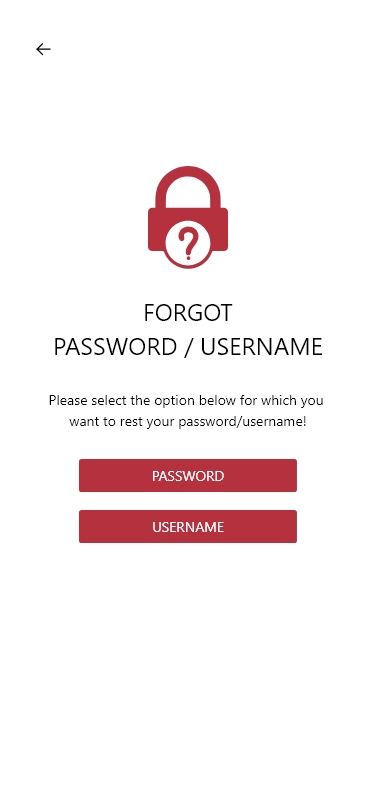 FORGOT
PASSWORD / USERNAME
Please select the option below for which you
want to rest your password/username!
PASSWORD
USERNAME